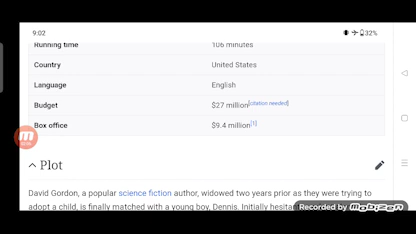 9:02
32%
Running time 106 minutes
Country United States
Language English
Budget $27 million[citation needed]
Box office $9.4 million[1]
Plot
David Gordon, a popular science fiction author, widowed two years prior as they were trying to
adopt a child, is finally matched with a young boy, Dennis. Initially hesitan
Recorded by Mobizen